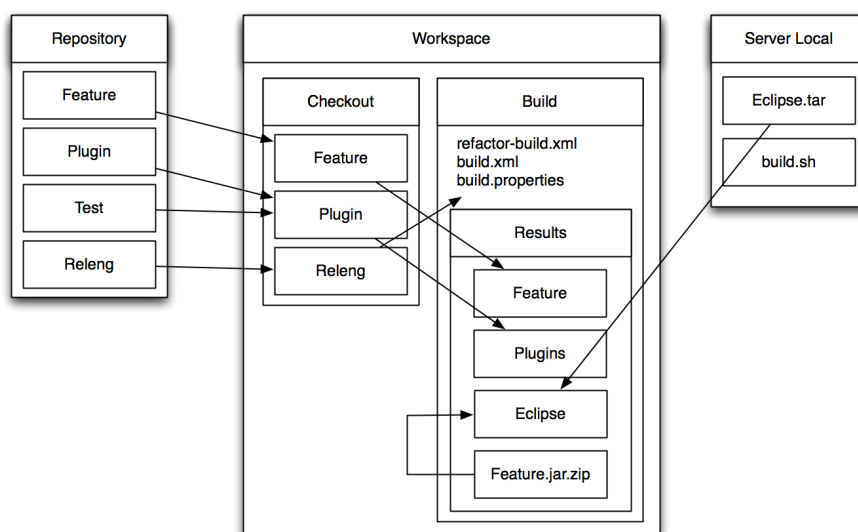 Repository
Feature
Plugin
Test
Releng
Workspace
Checkout
Feature
Plugin
Releng
Build
refactor-build.xml
build.xml
build.properties
Results
Feature
Plugins
Eclipse
Feature.jar.zip
Server Local
Eclipse.tar
build.sh